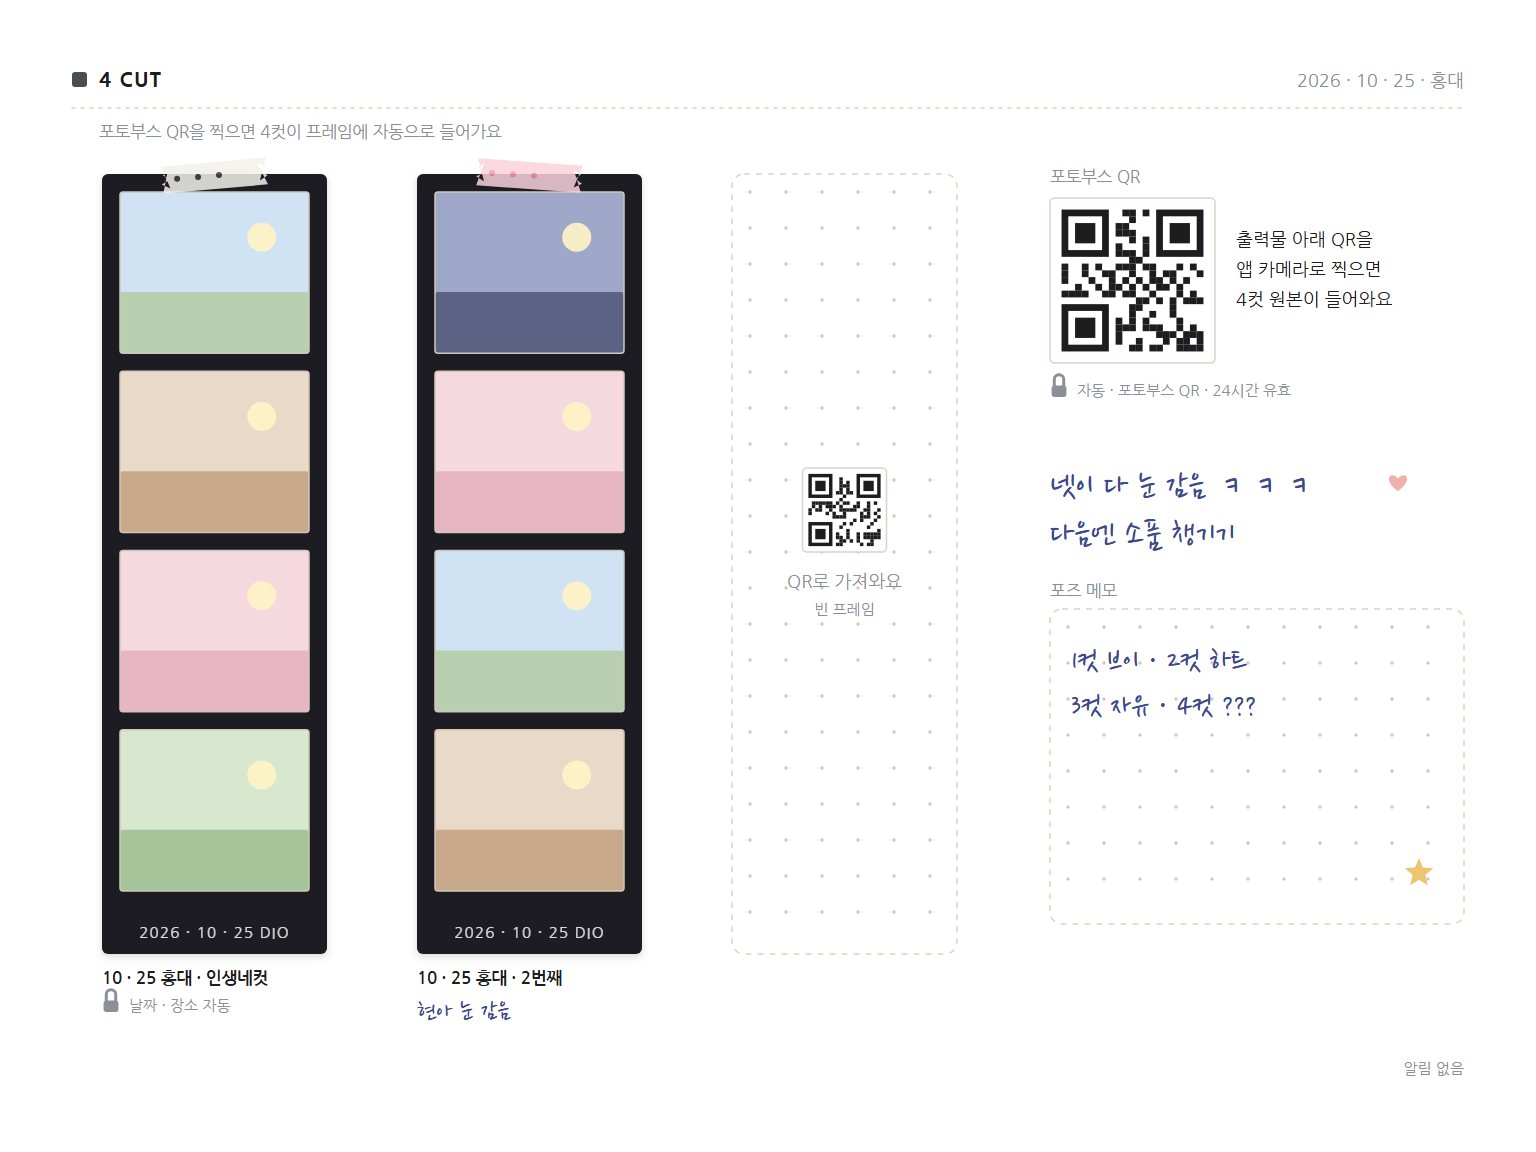 4 CUT
2026 · 10 · 25 · 홍대
포토부스 QR을 찍으면 4컷이 프레임에 자동으로 들어가요
2026 · 10 · 25 DIO
10 · 25 홍대 · 인생네컷
날짜 · 장소 자동
2026 · 10 · 25 DIO
10 · 25 홍대 · 2번째
현아 눈 감음
QR로 가져와요
빈 프레임
포토부스 QR
출력물 아래 QR을
앱 카메라로 찍으면
4컷 원본이 들어와요
자동 · 포토부스 QR · 24시간 유효
넷이 다 눈 감음 ㅋ ㅋ ㅋ
다음엔 소품 챙기기
포즈 메모
1컷 브이 · 2컷 하트
3컷 자유 · 4컷 ???
알림 없음